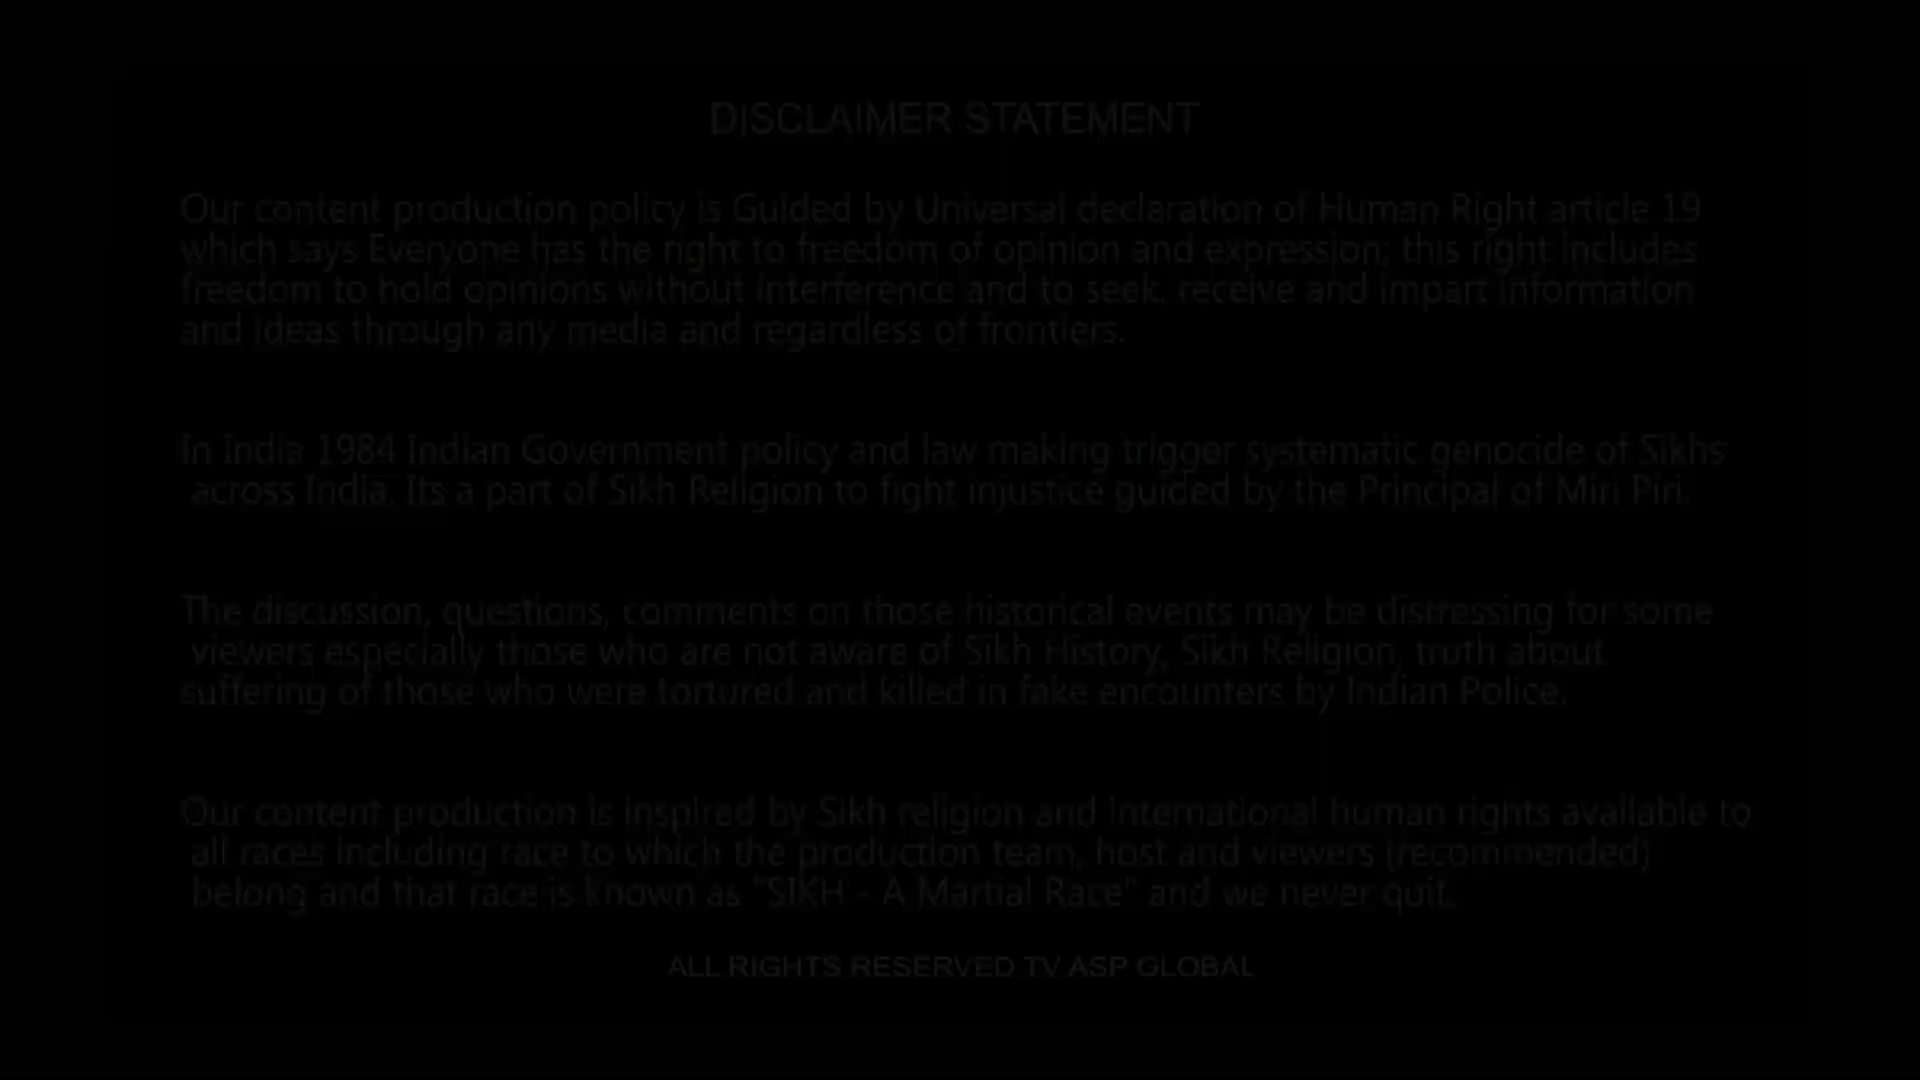 DISCLAIMER STATEMENT
Our content production policy is Guided by Universal declaration of Human Right article 19
which says Everyone has the right to freedom of opinion and expression; this right includes
freedom to hold opinions without interference and to seek, receive and impart information
and ideas through any media and regardless of frontiers.
In India 1984 Indian Government policy and law making trigger systematic genocide of Sikhs
across India. Its a part of Sikh Religion to fight injustice guided by the Principal of Miri Piri.
The discussion, questions, comments on those historical events may be distressing for some
viewers especially those who are not aware of Sikh History, Sikh Religion, truth about
suffering of those who were tortured and killed in fake encounters by Indian Police.
Our content production is inspired by Sikh religion and International human rights available to
all races including race to which the production team, host and viewers (recommended)
belong and that race is known as "SIKH - A Martial Race" and we never quit.
ALL RIGHTS RESERVED TV ASP GLOBAL